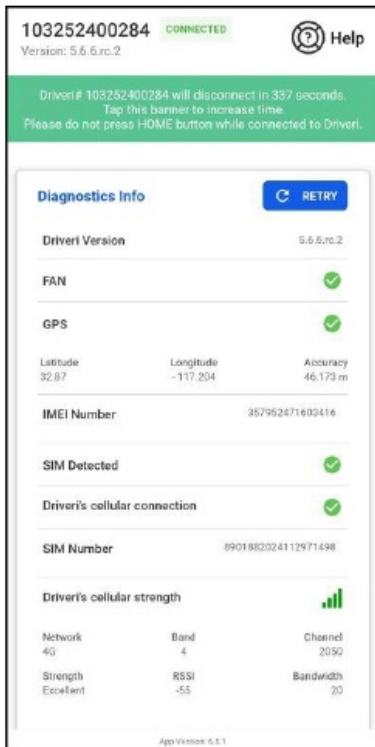 103252400284 CONNECTED Help
Version: 5.6.6.rc.2
Driveri# 103252400284 will disconnect in 337 seconds.
Tap this banner to increase time.
Please do not press HOME button while connected to Driveri.
Diagnostics Info RETRY
Driveri Version 5.6.6.rc.2
FAN
GPS
Latitude Longitude Accuracy
32.87 -117.204 46.173 m
IMEI Number 357952471603416
SIM Detected
Driveri's cellular connection
SIM Number 8901882024112971498
Driveri's cellular strength
Network Band Channel
4G 4 2050
Strength RSSI Bandwidth
Excellent -55 20
App Version: 6.5.1